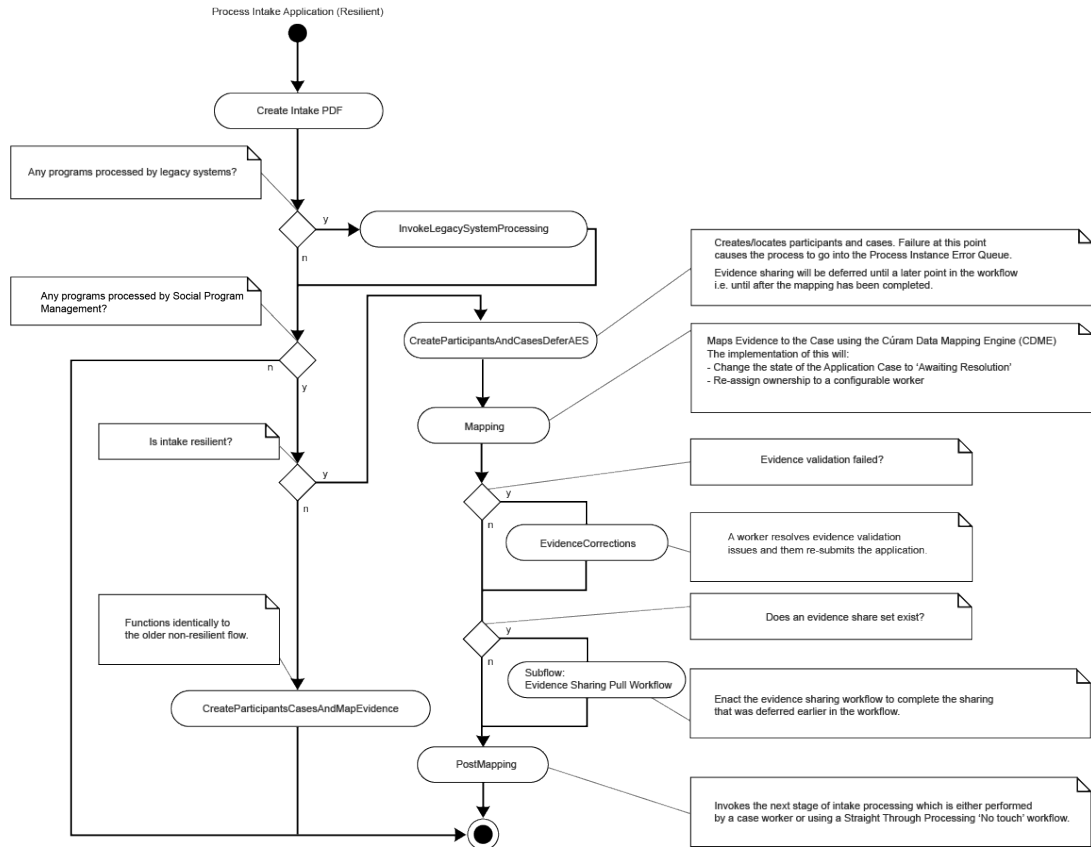 Process Intake Application (Resilient)
Create Intake PDF
Any programs processed by legacy systems?
y
InvokeLegacySystemProcessing
n
Creates/locates participants and cases. Failure at this point
causes the process to go into the Process Instance Error Queue.
Evidence sharing will be deferred until a later point in the workflow
i.e. until after the mapping has been completed.
Any programs processed by Social Program
Management?
CreateParticipantsAndCasesDeferAES
n
y
Maps Evidence to the Case using the Cúram Data Mapping Engine (CDME)
The implementation of this will:
- Change the state of the Application Case to ‘Awaiting Resolution’
- Re-assign ownership to a configurable worker
Mapping
Is intake resilient?
y
n
Evidence validation failed?
y
n
EvidenceCorrections
A worker resolves evidence validation
issues and them re-submits the application.
Functions identically to
the older non-resilient flow.
Does an evidence share set exist?
y
n
Subflow:
Evidence Sharing Pull Workflow
Enact the evidence sharing workflow to complete the sharing
that was deferred earlier in the workflow.
CreateParticipantsCasesAndMapEvidence
PostMapping
Invokes the next stage of intake processing which is either performed
by a case worker or using a Straight Through Processing ‘No touch’ workflow.